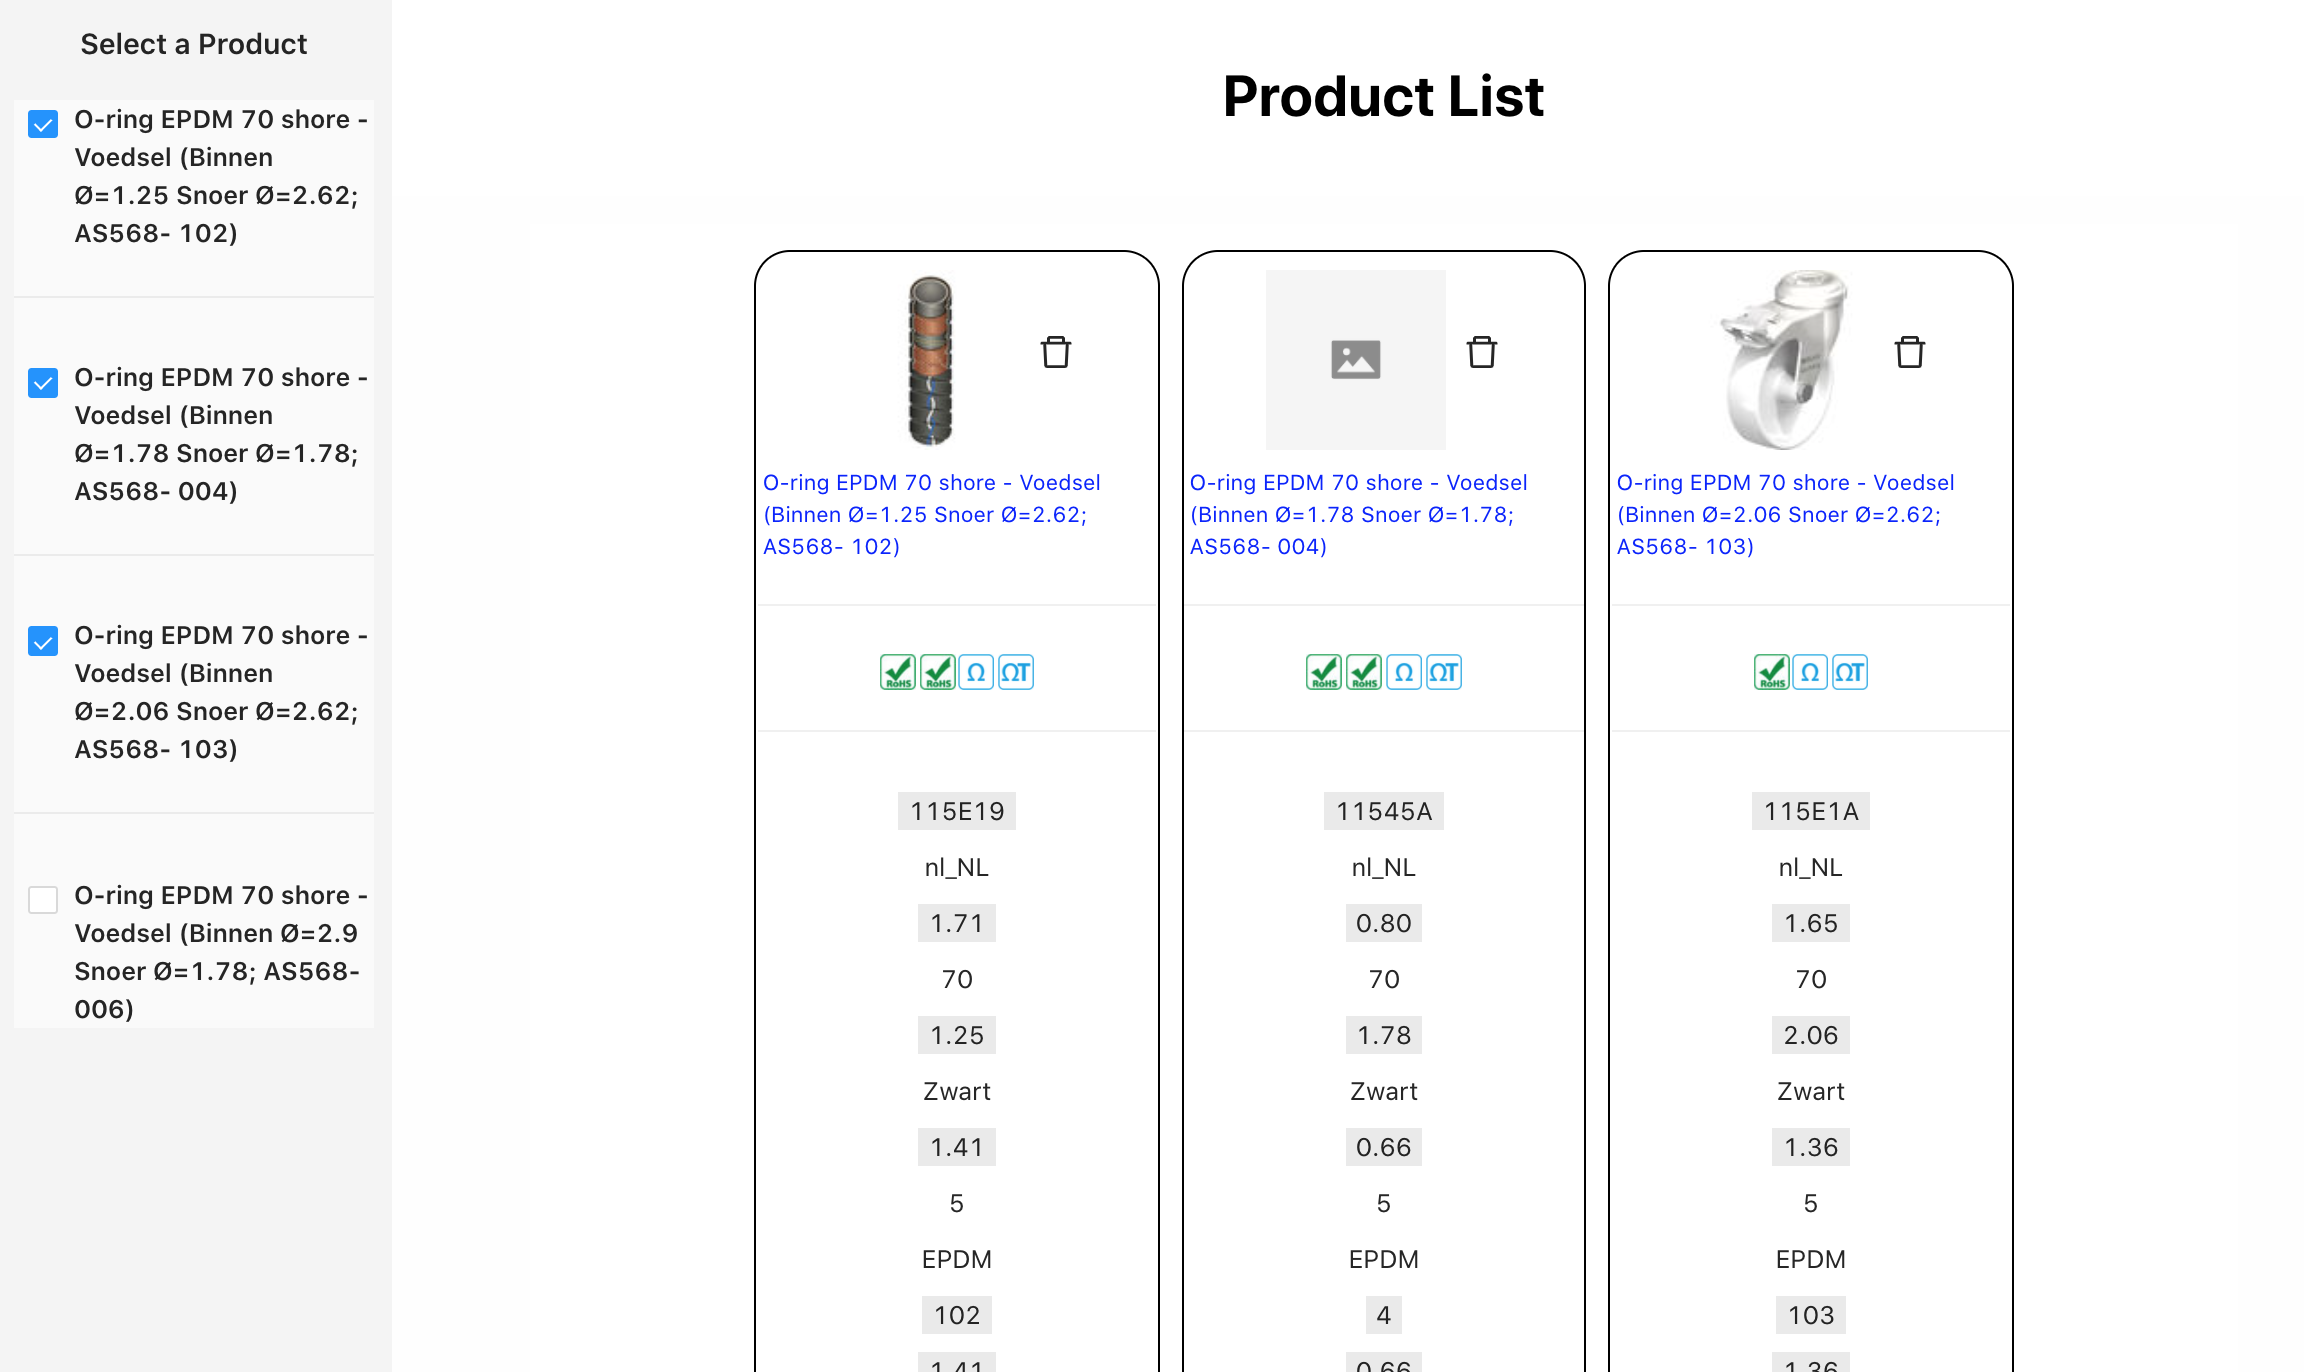 Select a Product
O-ring EPDM 70 shore -
Voedsel (Binnen
Ø=1.25 Snoer Ø=2.62;
AS568- 102)
O-ring EPDM 70 shore -
Voedsel (Binnen
Ø=1.78 Snoer Ø=1.78;
AS568- 004)
O-ring EPDM 70 shore -
Voedsel (Binnen
Ø=2.06 Snoer Ø=2.62;
AS568- 103)
O-ring EPDM 70 shore -
Voedsel (Binnen Ø=2.9
Snoer Ø=1.78; AS568-
006)
Product List
O-ring EPDM 70 shore - Voedsel
(Binnen Ø=1.25 Snoer Ø=2.62;
AS568- 102)
RoHS RoHS Ω ΩT
115E19
nl_NL
1.71
70
1.25
Zwart
1.41
5
EPDM
102
1.41
O-ring EPDM 70 shore - Voedsel
(Binnen Ø=1.78 Snoer Ø=1.78;
AS568- 004)
RoHS RoHS Ω ΩT
11545A
nl_NL
0.80
70
1.78
Zwart
0.66
5
EPDM
4
0.66
O-ring EPDM 70 shore - Voedsel
(Binnen Ø=2.06 Snoer Ø=2.62;
AS568- 103)
RoHS Ω ΩT
115E1A
nl_NL
1.65
70
2.06
Zwart
1.36
5
EPDM
103
1.36